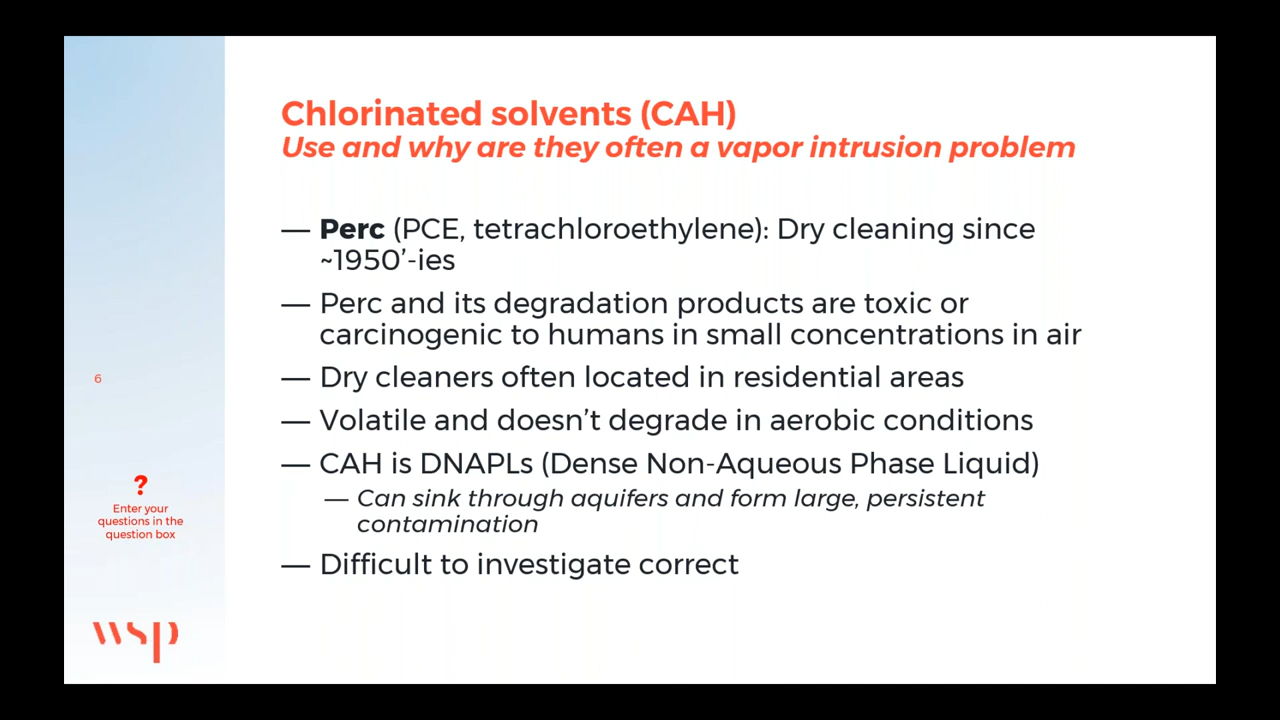 Chlorinated solvents (CAH)
Use and why are they often a vapor intrusion problem
— Perc (PCE, tetrachloroethylene): Dry cleaning since
~1950’-ies
— Perc and its degradation products are toxic or
carcinogenic to humans in small concentrations in air
— Dry cleaners often located in residential areas
— Volatile and doesn’t degrade in aerobic conditions
— CAH is DNAPLs (Dense Non-Aqueous Phase Liquid)
— Can sink through aquifers and form large, persistent
contamination
— Difficult to investigate correct
6
?
Enter your
questions in the
question box
wsp